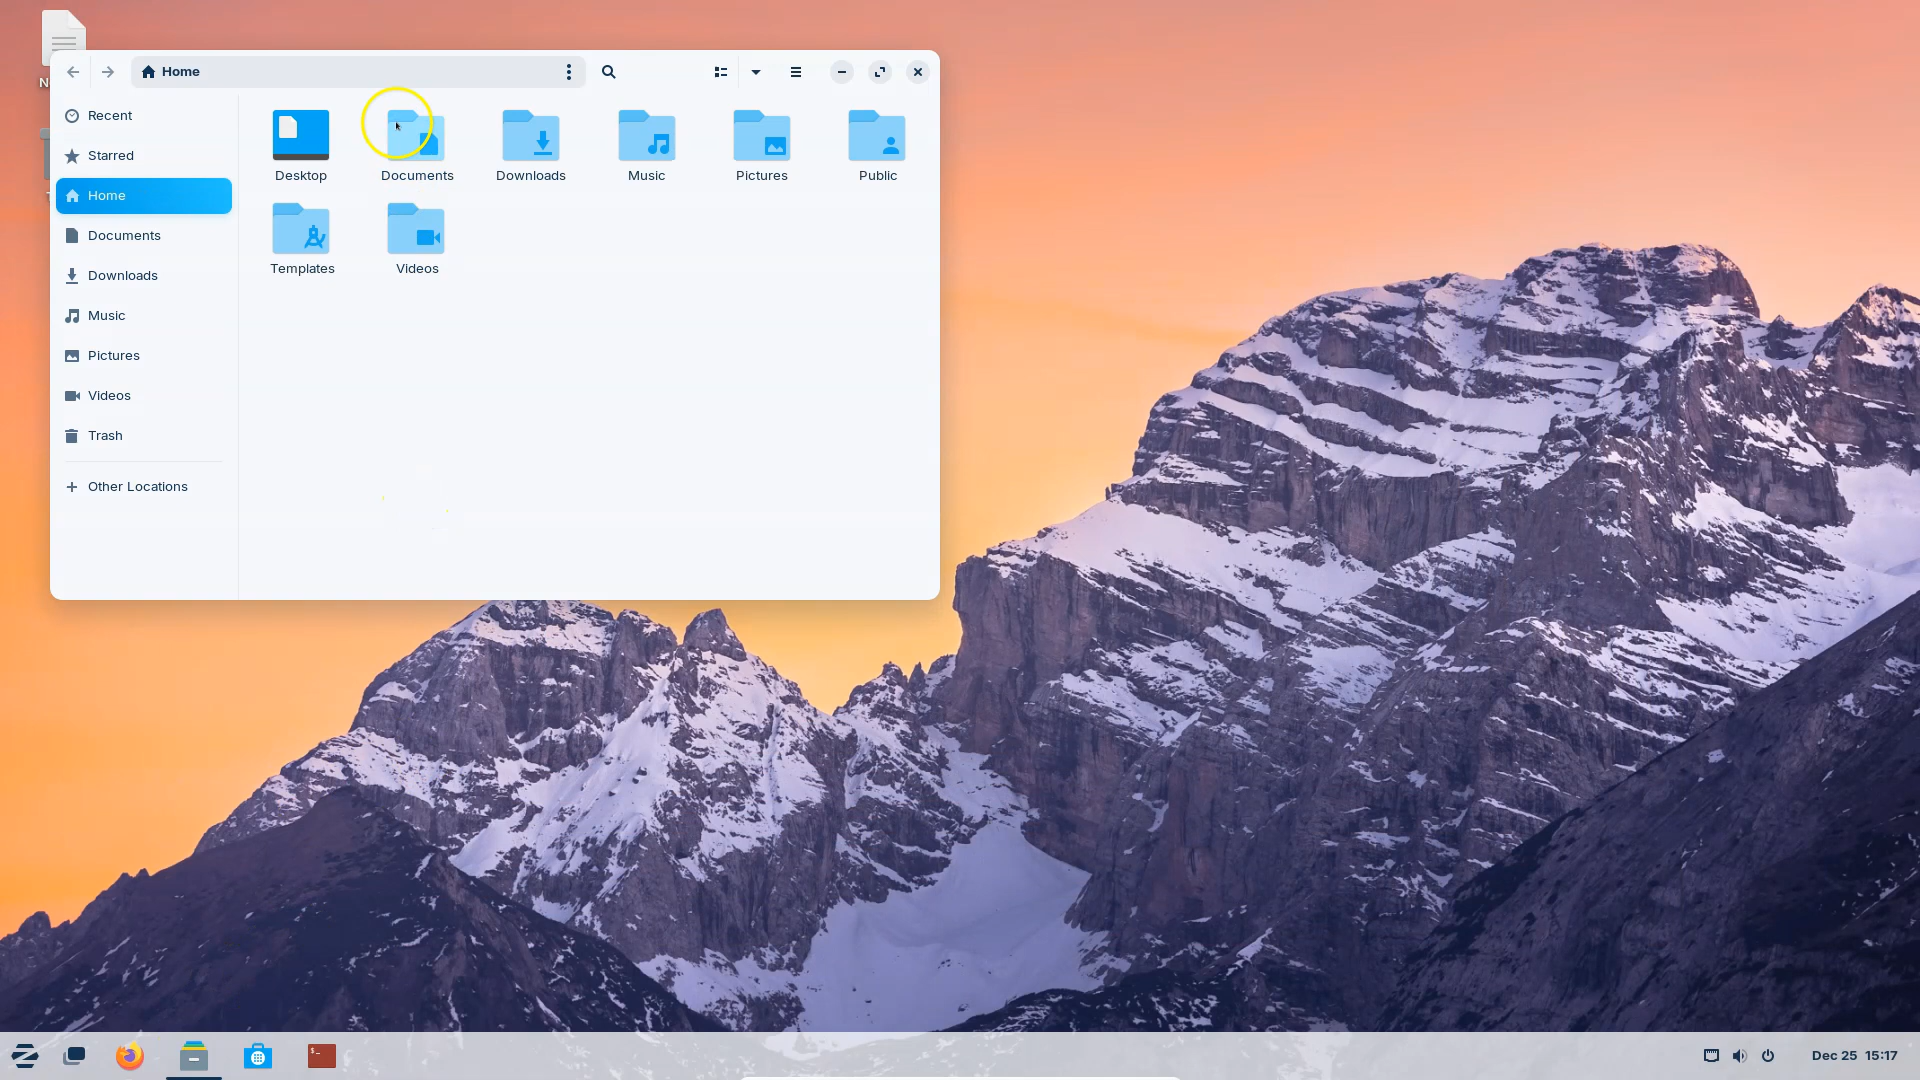 Home
Recent
Starred
Home
Documents
Downloads
Music
Pictures
Videos
Trash
Other Locations
Desktop
Documents
Downloads
Music
Pictures
Public
Templates
Videos
$_
Dec 25 15:17